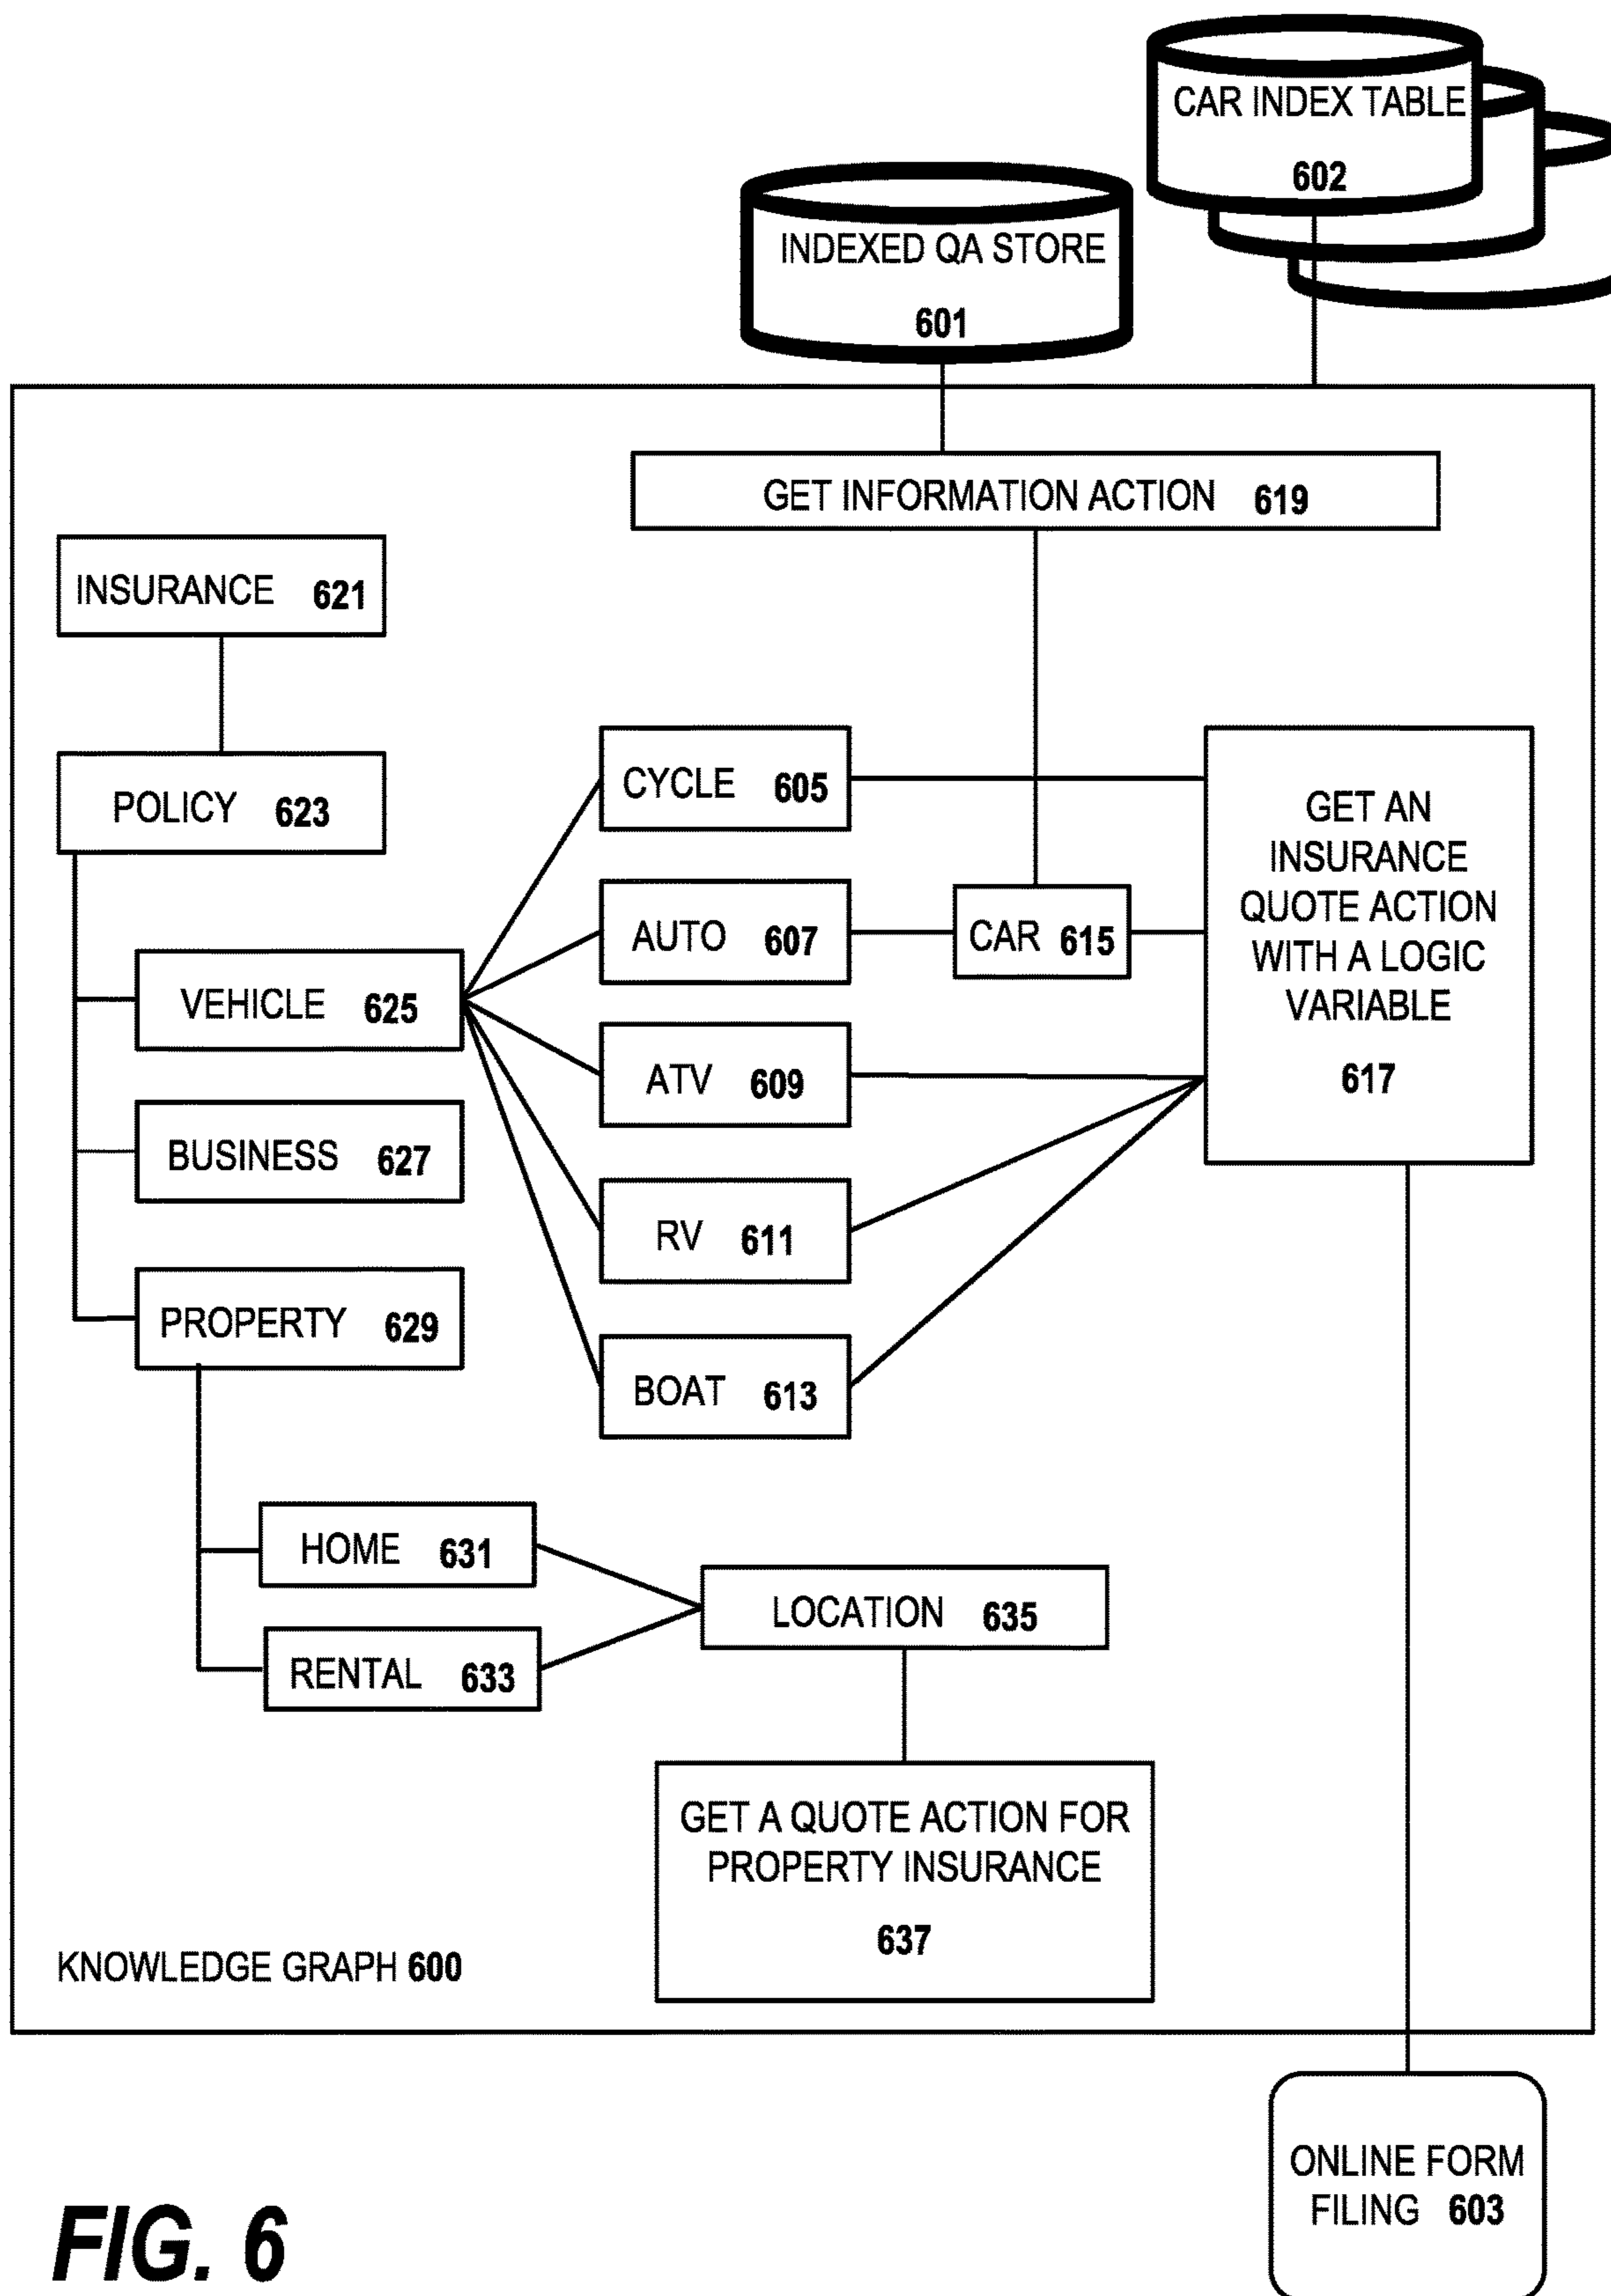 CAR INDEX TABLE
602
INDEXED QA STORE
601
GET INFORMATION ACTION 619
INSURANCE 621
POLICY 623
CYCLE 605
AUTO 607
CAR 615
GET AN
INSURANCE
QUOTE ACTION
WITH A LOGIC
VARIABLE
617
VEHICLE 625
ATV 609
BUSINESS 627
RV 611
PROPERTY 629
BOAT 613
HOME 631
LOCATION 635
RENTAL 633
GET A QUOTE ACTION FOR
PROPERTY INSURANCE
637
KNOWLEDGE GRAPH 600
ONLINE FORM
FILING 603
FIG. 6